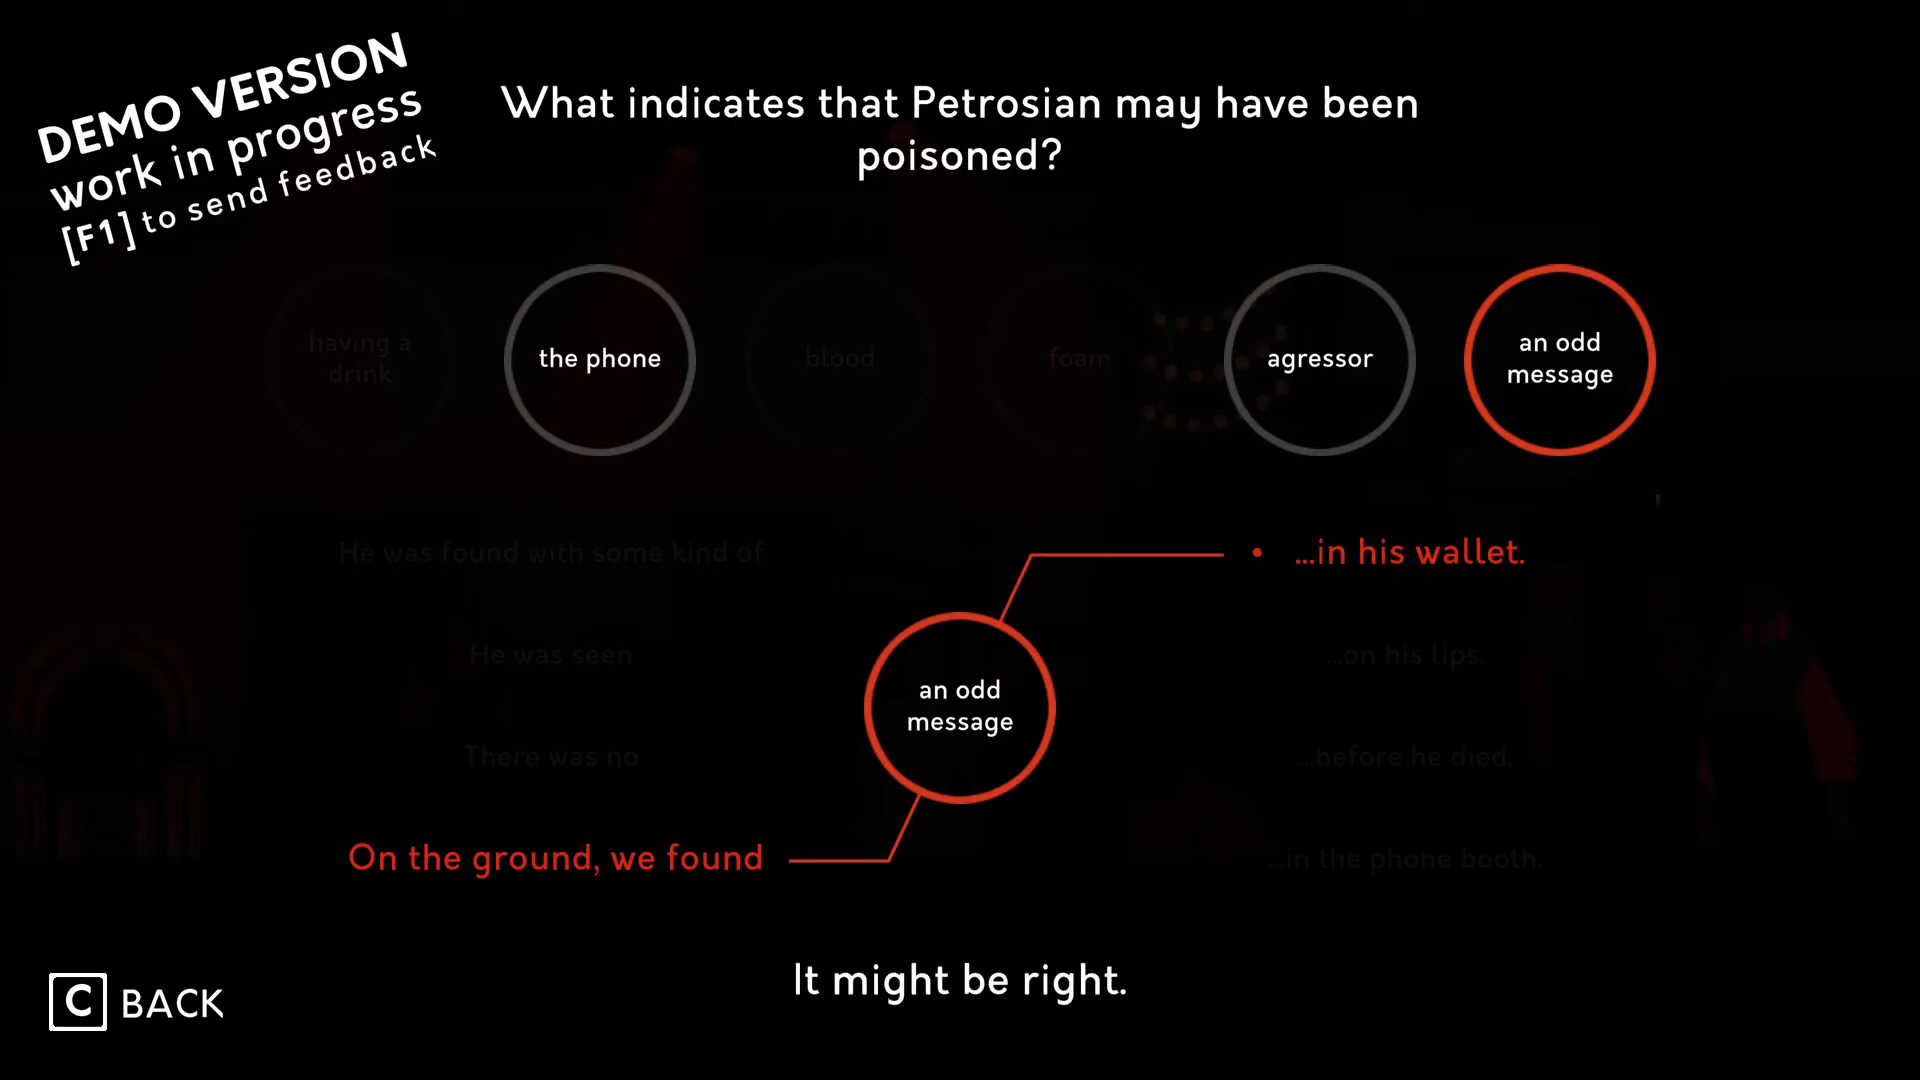 DEMO VERSION
work in progress
[F1] to send feedback
What indicates that Petrosian may have been
poisoned?
having a
drink
the phone
blood
foam
agressor
an odd
message
He was found with some kind of
...in his wallet.
He was seen
...on his lips.
an odd
message
There was no
...before he died.
On the ground, we found
...in the phone booth.
It might be right.
C BACK